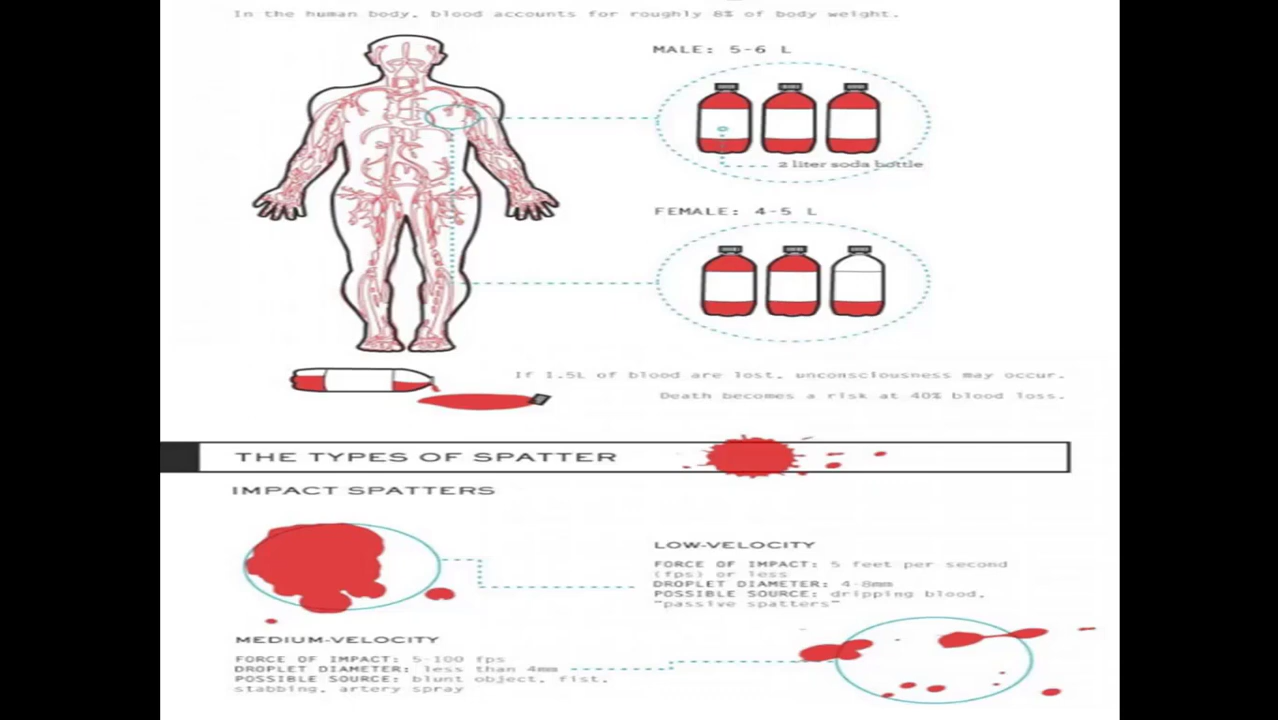 In the human body, blood accounts for roughly 8% of body weight.
MALE: 5-6 L
2 liter soda bottle
FEMALE: 4-5 L
If 1.5L of blood are lost, unconsciousness may occur.
Death becomes a risk at 40% blood loss.
THE TYPES OF SPATTER
IMPACT SPATTERS
LOW-VELOCITY
FORCE OF IMPACT: 5 feet per second
(fps) or less
DROPLET DIAMETER: 4-8mm
POSSIBLE SOURCE: dripping blood,
"passive spatters"
MEDIUM-VELOCITY
FORCE OF IMPACT: 5-100 fps
DROPLET DIAMETER: less than 4mm
POSSIBLE SOURCE: blunt object, fist,
stabbing, artery spray